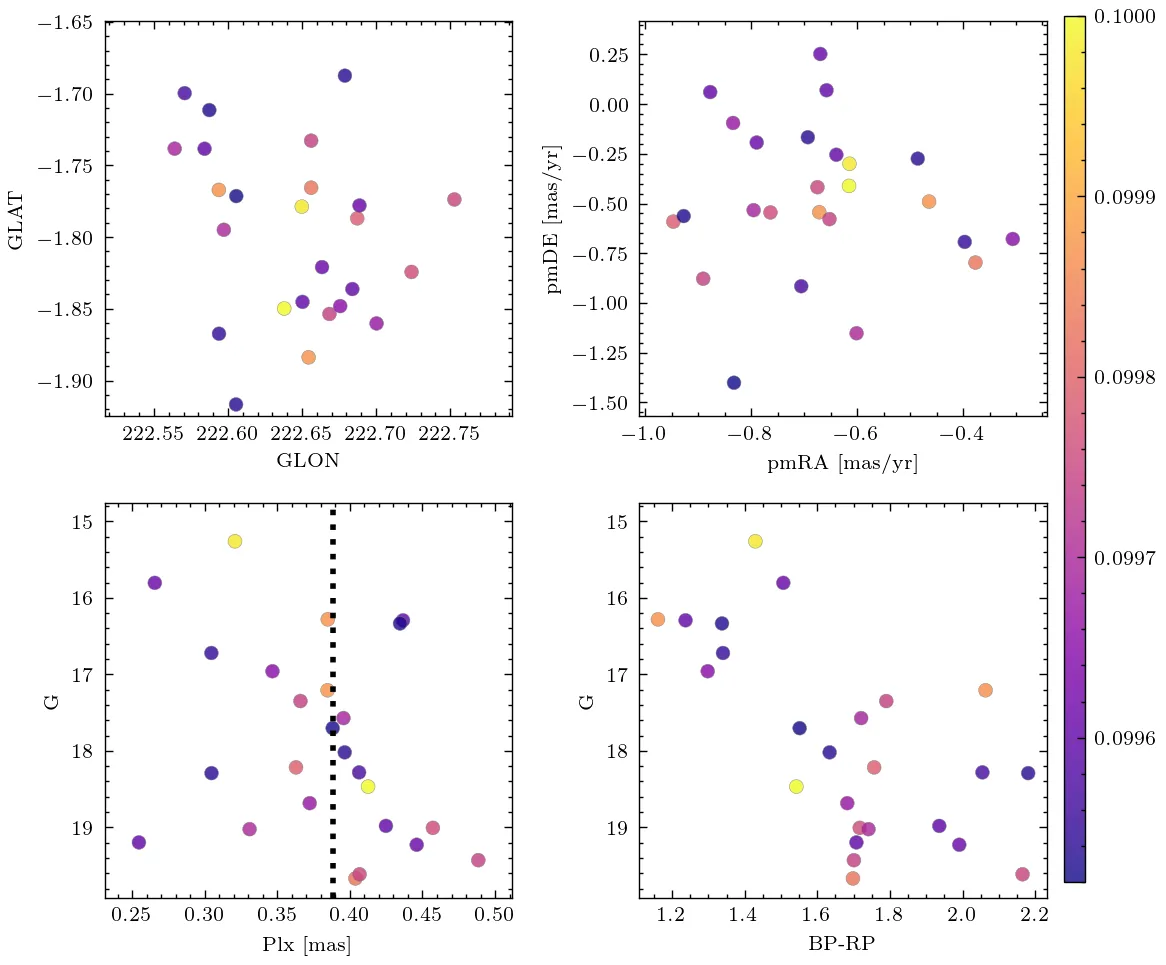 −1.65
−1.70
−1.75
−1.80
−1.85
−1.90
GLAT
222.55 222.60 222.65 222.70 222.75
GLON
0.25
0.00
−0.25
−0.50
−0.75
−1.00
−1.25
−1.50
pmDE [mas/yr]
−1.0 −0.8 −0.6 −0.4
pmRA [mas/yr]
0.1000
0.0999
0.0998
0.0997
0.0996
15
16
17
18
19
G
0.25 0.30 0.35 0.40 0.45 0.50
Plx [mas]
15
16
17
18
19
G
1.2 1.4 1.6 1.8 2.0 2.2
BP-RP